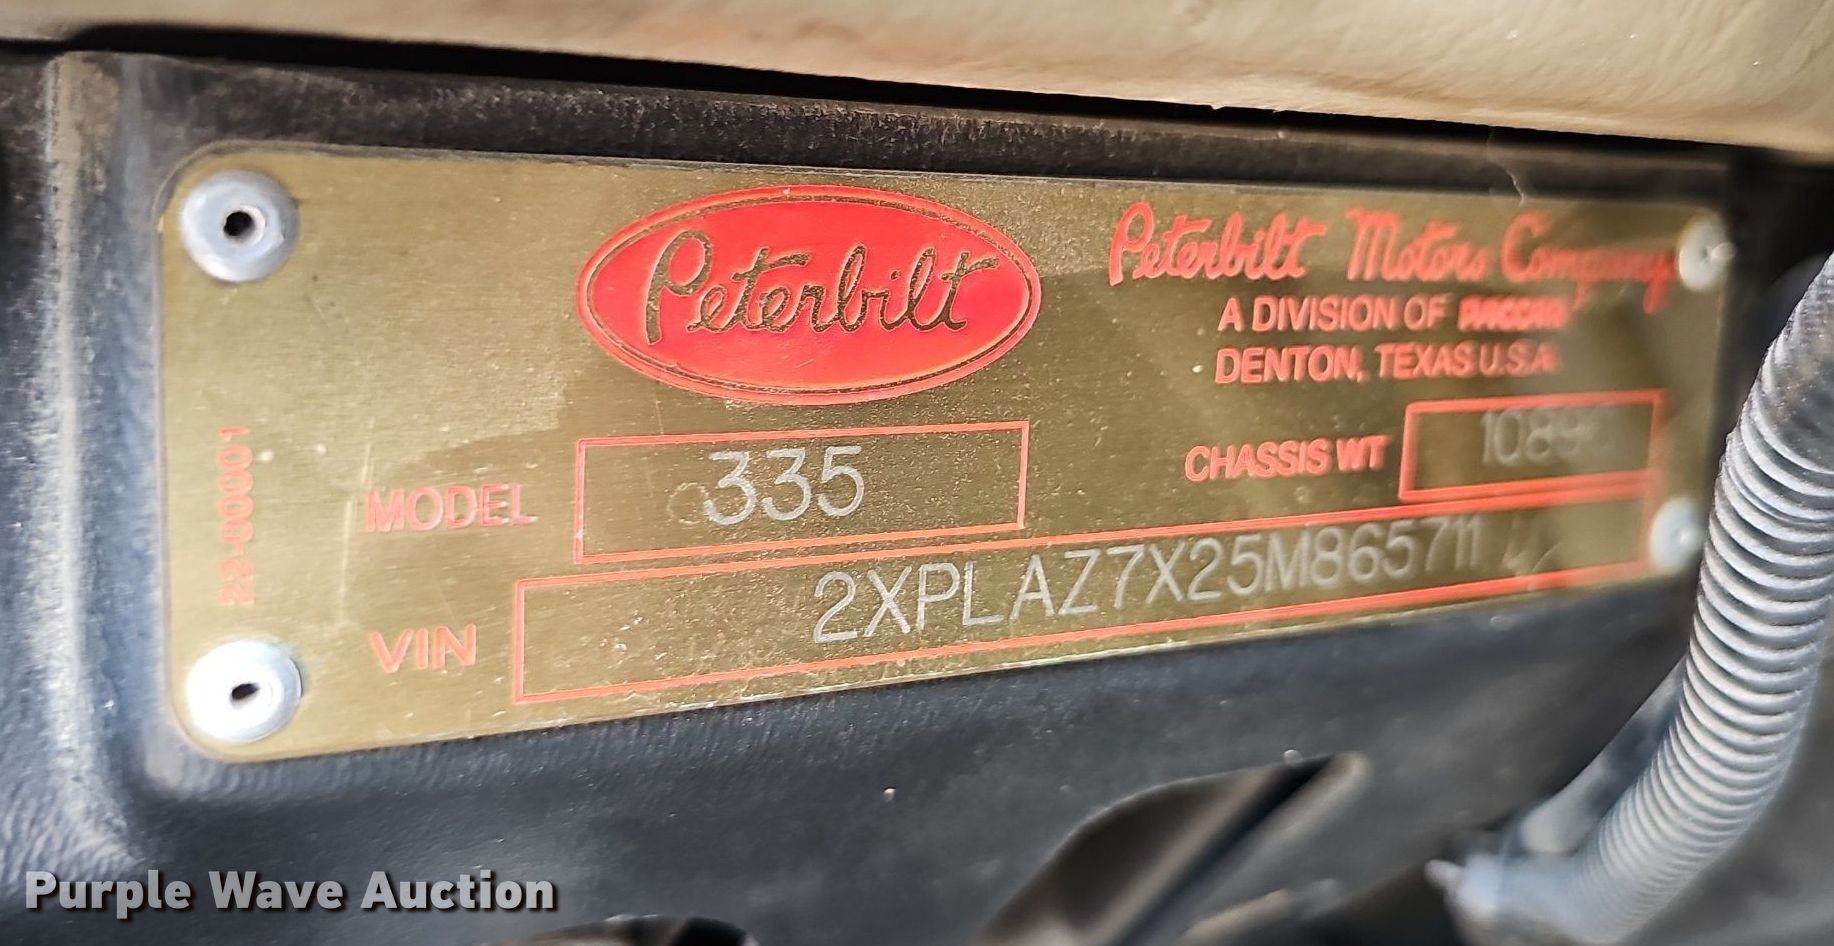 Peterbilt
Peterbilt Motors Company
A DIVISION OF PACCAR
DENTON, TEXAS U.S.A.
22-00001
MODEL 335
CHASSIS WT
VIN 2XPLAZ7X25M865711
Purple Wave Auction